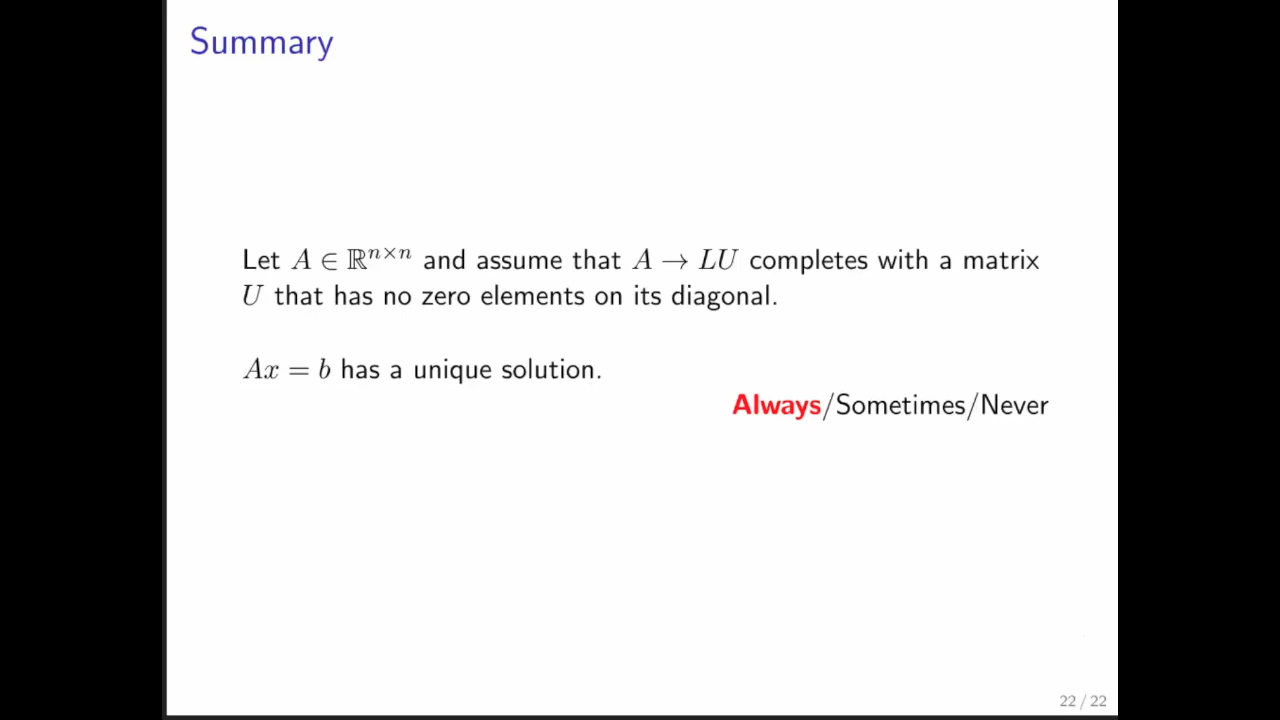 Summary
Let A ∈ ℝⁿˣⁿ and assume that A → LU completes with a matrix
U that has no zero elements on its diagonal.
Ax = b has a unique solution.
Always/Sometimes/Never
22 / 22